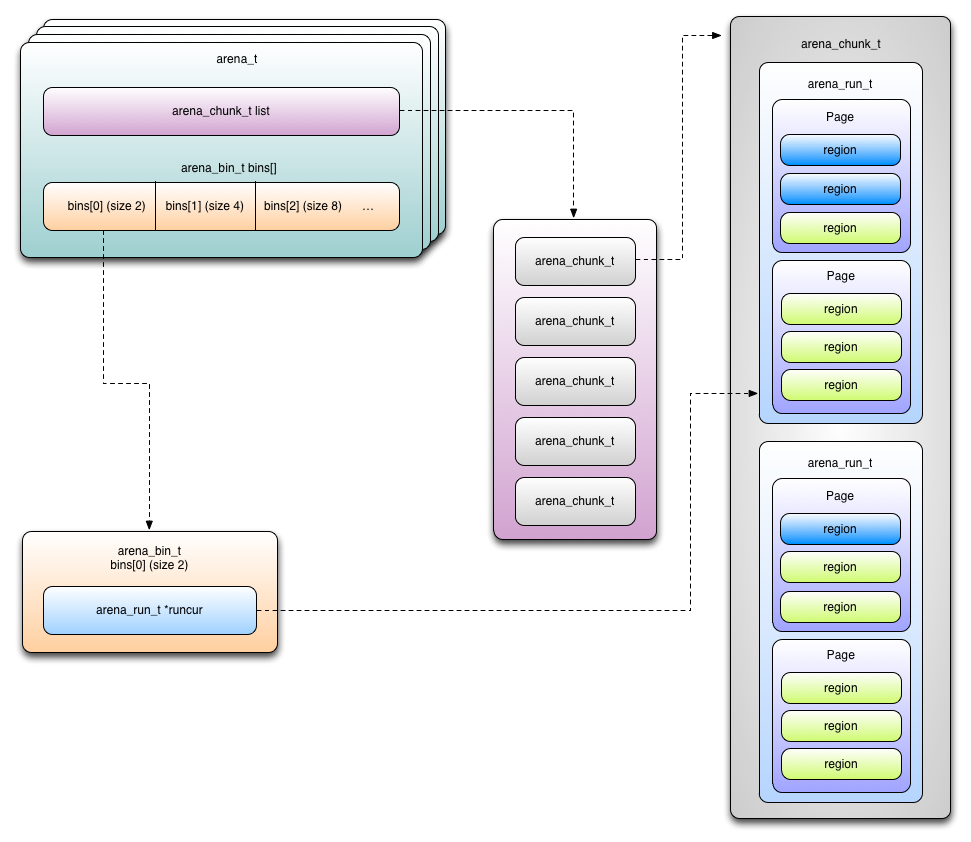 arena_t
arena_chunk_t list
arena_bin_t bins[]
bins[0] (size 2)
bins[1] (size 4)
bins[2] (size 8)
...
arena_chunk_t
arena_chunk_t
arena_chunk_t
arena_chunk_t
arena_chunk_t
arena_bin_t
bins[0] (size 2)
arena_run_t *runcur
arena_chunk_t
arena_run_t
Page
region
region
region
Page
region
region
region
arena_run_t
Page
region
region
region
Page
region
region
region